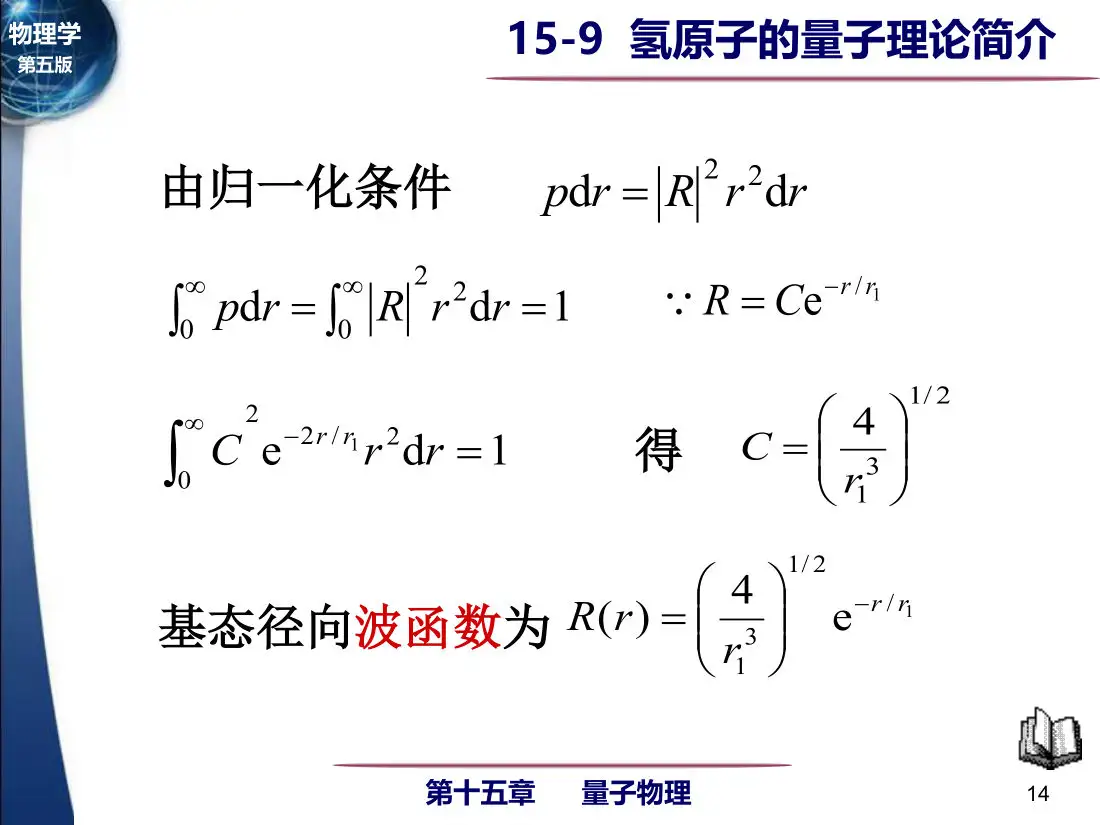 物理学
第五版
15-9 氢原子的量子理论简介
由归一化条件 pdr = |R|² r² dr
∫₀^∞ pdr = ∫₀^∞ |R|² r² dr = 1 ∵ R = Ce^{-r/r₁}
∫₀^∞ C² e^{-2r/r₁} r² dr = 1 得 C = (4/r₁³)^{1/2}
基态径向波函数为 R(r) = (4/r₁³)^{1/2} e^{-r/r₁}
第十五章 量子物理
14